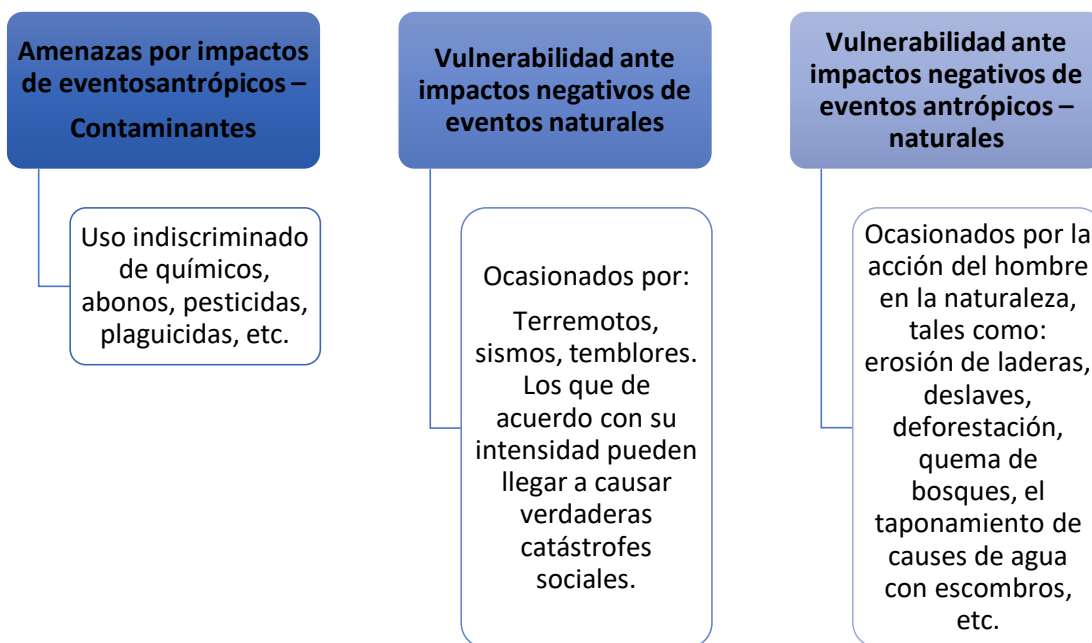 Amenazas por impactos
de eventosantrópicos –
Contaminantes
Uso indiscriminado
de químicos,
abonos, pesticidas,
plaguicidas, etc.
Vulnerabilidad ante
impactos negativos de
eventos naturales
Ocasionados por:
Terremotos,
sismos, temblores.
Los que de
acuerdo con su
intensidad pueden
llegar a causar
verdaderas
catástrofes
sociales.
Vulnerabilidad ante
impactos negativos de
eventos antrópicos –
naturales
Ocasionados por la
acción del hombre
en la naturaleza,
tales como:
erosión de laderas,
deslaves,
deforestación,
quema de
bosques, el
taponamiento de
causes de agua
con escombros,
etc.